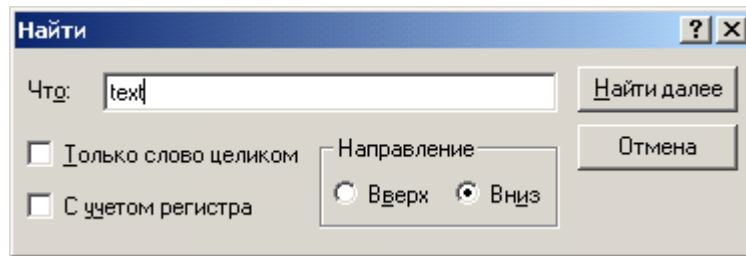 Найти
Что: text Найти далее
Только слово целиком Направление Отмена
С учетом регистра Вверх Вниз